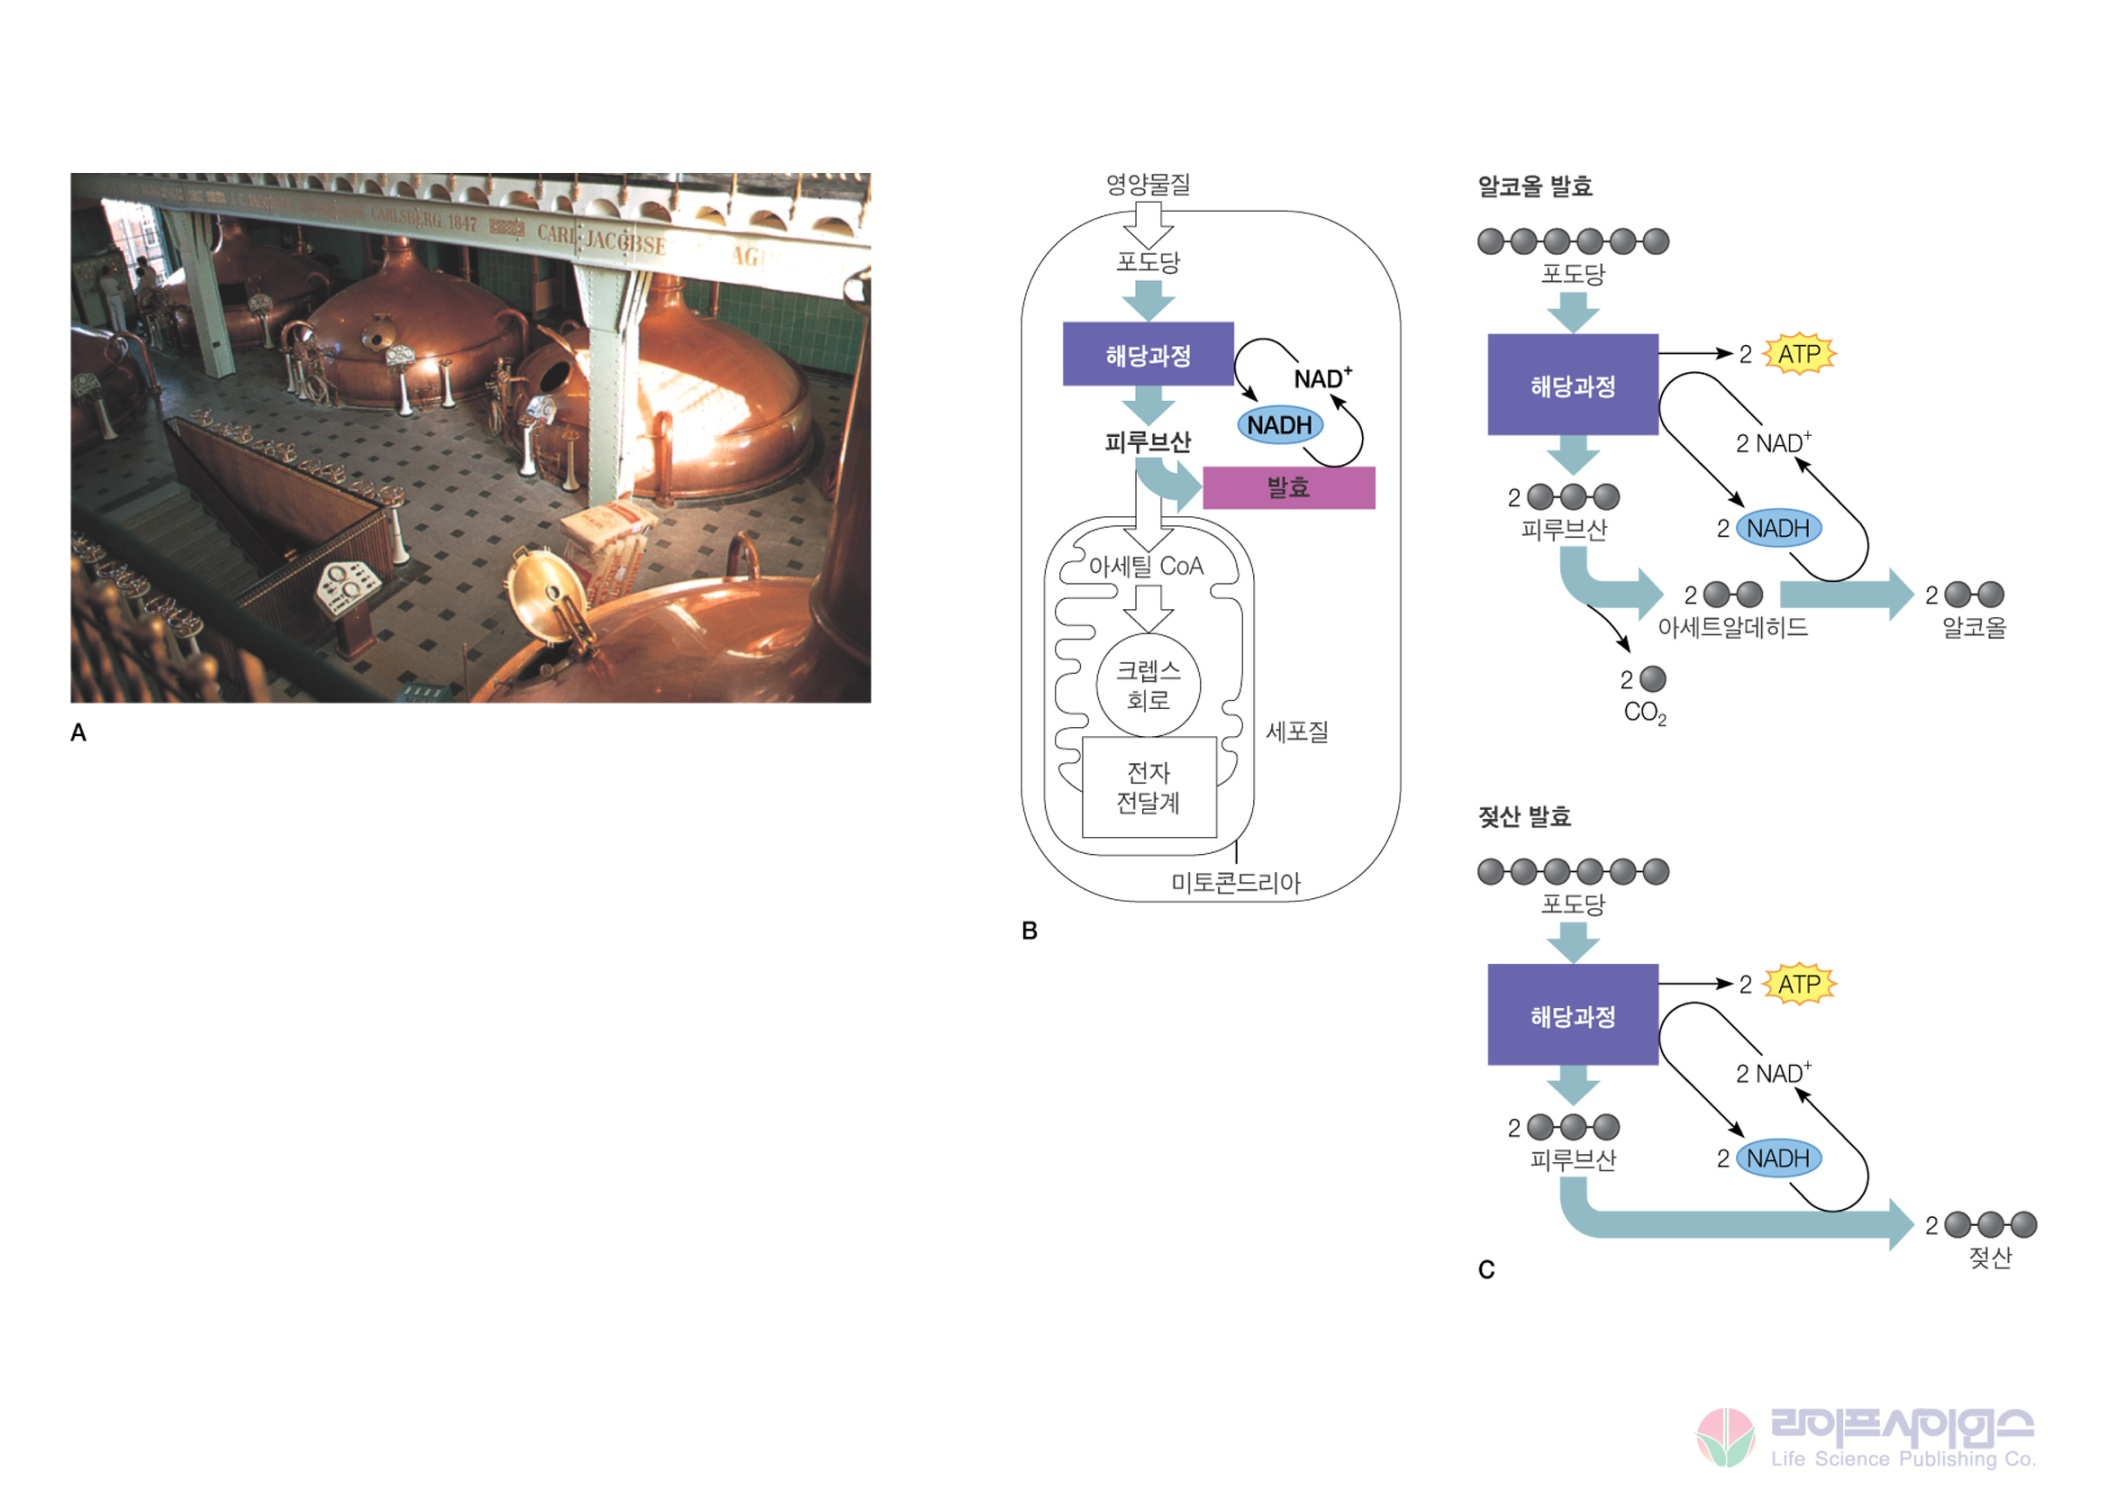 CARLSBERG 1847
CARL JACOBSE
AG
A
영양물질
포도당
해당과정
NAD⁺
NADH
피루브산
발효
아세틸 CoA
크렙스
회로
전자
전달계
세포질
미토콘드리아
B
알코올 발효
포도당
해당과정
2 ATP
2 NAD⁺
2
피루브산
2 NADH
2
아세트알데히드
2
알코올
2
CO₂
젖산 발효
포도당
해당과정
2 ATP
2 NAD⁺
2
피루브산
2 NADH
2
젖산
C
라이프사이언스
Life Science Publishing Co.